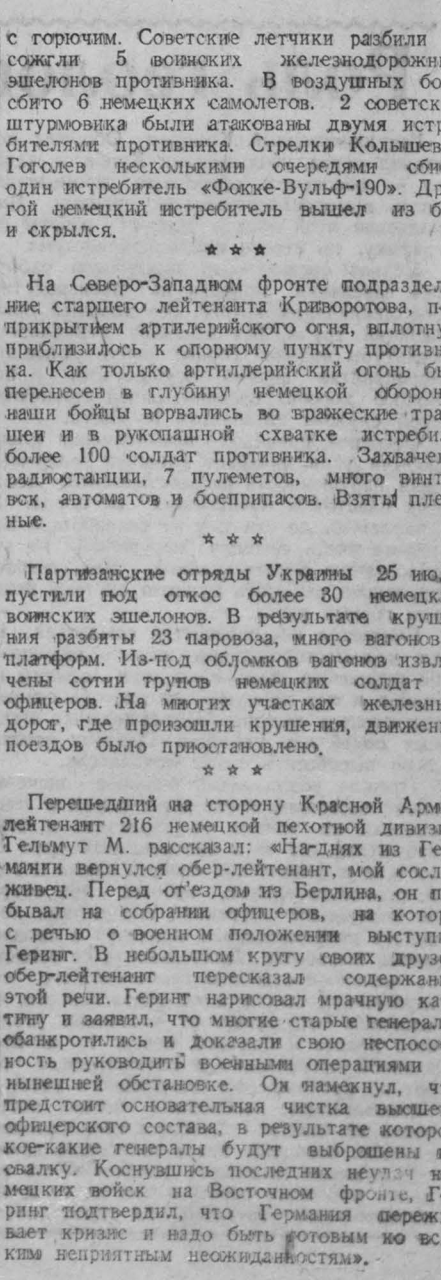 с горючим. Советские летчики разбили
сожгли 5 воинских железнодорожн
эшелонов противника. В воздушных бо
сбито 6 немецких самолетов. 2 советск
штурмовика были атакованы двумя истр
бителями противника. Стрелки Колышев
Гоголев несколькими очередями сби
один истребитель «Фокке-Вульф-190». Др
гой немецкий истребитель вышел из б
и скрылся.
☆ ☆ ☆
На Северо-Западном фронте подраздел
ние старшего лейтенанта Криворотова, п
прикрытием артилерийского огня, вплотну
приблизилось к опорному пункту противн
ка. Как только артиллерийский огонь бы
перенесен в глубину немецкой оборон
наши бойцы ворвались во вражеские тра
шеи и в рукопашной схватке истреби
более 100 солдат противника. Захваче
радиостанции, 7 пулеметов, много винт
вок, автоматов и боеприпасов. Взяты пле
ные.
☆ ☆ ☆
Партизанские отряды Украины 25 ию
пустили под откос более 30 немецк
воинских эшелонов. В результате круш
ния разбиты 23 паровоза, много вагонов
платформ. Из-под обломков вагонов извл
чены сотни трупов немецких солдат
офицеров. На многих участках железн
дорог, где произошли крушения, движен
поездов было приостановлено.
☆ ☆ ☆
Перешедший на сторону Красной Арм
лейтенант 216 немецкой пехотной дивизи
Гельмут М. рассказал: «На-днях из Ге
мании вернулся обер-лейтенант, мой сосл
живец. Перед от'ездом из Берлина, он п
бывал на собрании офицеров, на котор
с речью о военном положении выступи
Геринг. В небольшом кругу своих друзе
обер-лейтенант пересказал содержан
этой речи. Геринг нарисовал мрачную ка
тину и заявил, что многие старые генерал
обанкротились и доказали свою неспосо
ность руководить военными операциями
нынешней обстановке. Он намекнул, ч
предстоит основательная чистка высше
офицерского состава, в результате котор
кое-какие генералы будут выброшены
свалку. Коснувшись последних неудач н
мецких войск на Восточном фронте, Г
ринг подтвердил, что Германия переж
вает кризис и надо быть готовым ко вс
ким неприятным неожиданностям».